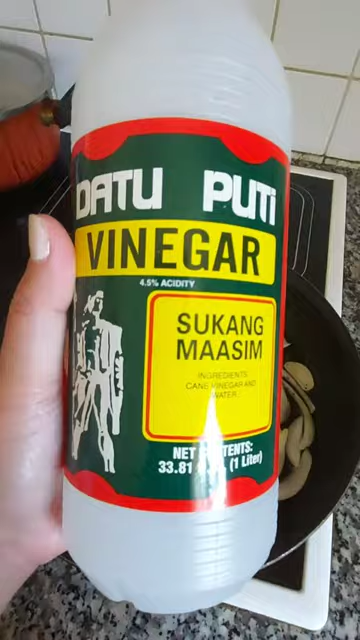 DATU PUTI
VINEGAR
4.5% ACIDITY
SUKANG
MAASIM
INGREDIENTS:
CANE VINEGAR AND
WATER
NET
33.81 (1 Liter)